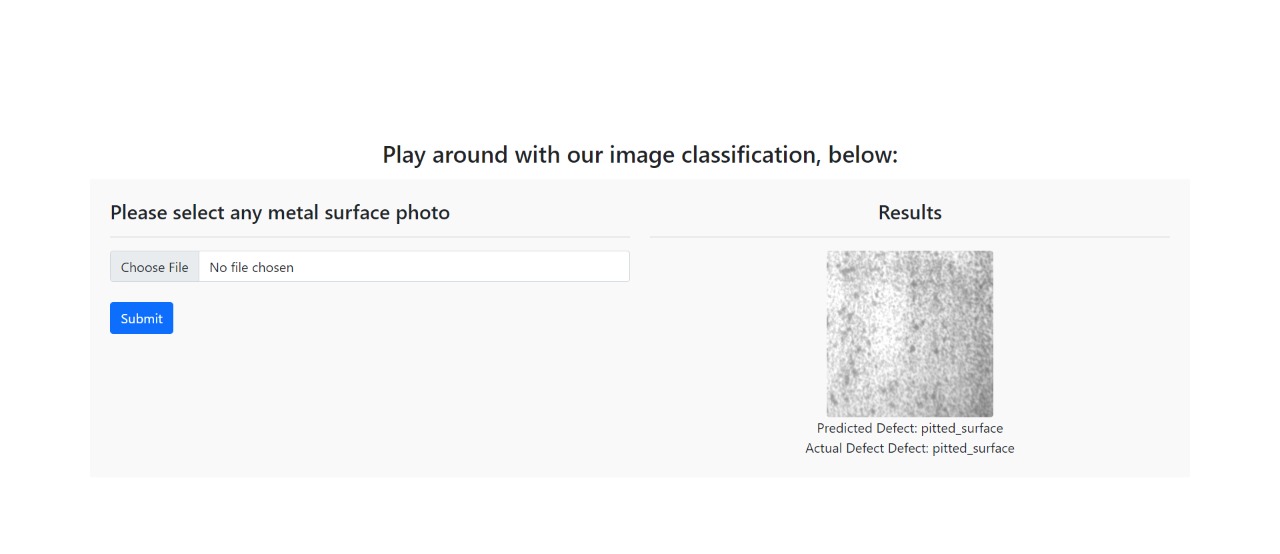 Play around with our image classification, below:
Please select any metal surface photo
Choose File No file chosen
Submit
Results
Predicted Defect: pitted_surface
Actual Defect Defect: pitted_surface